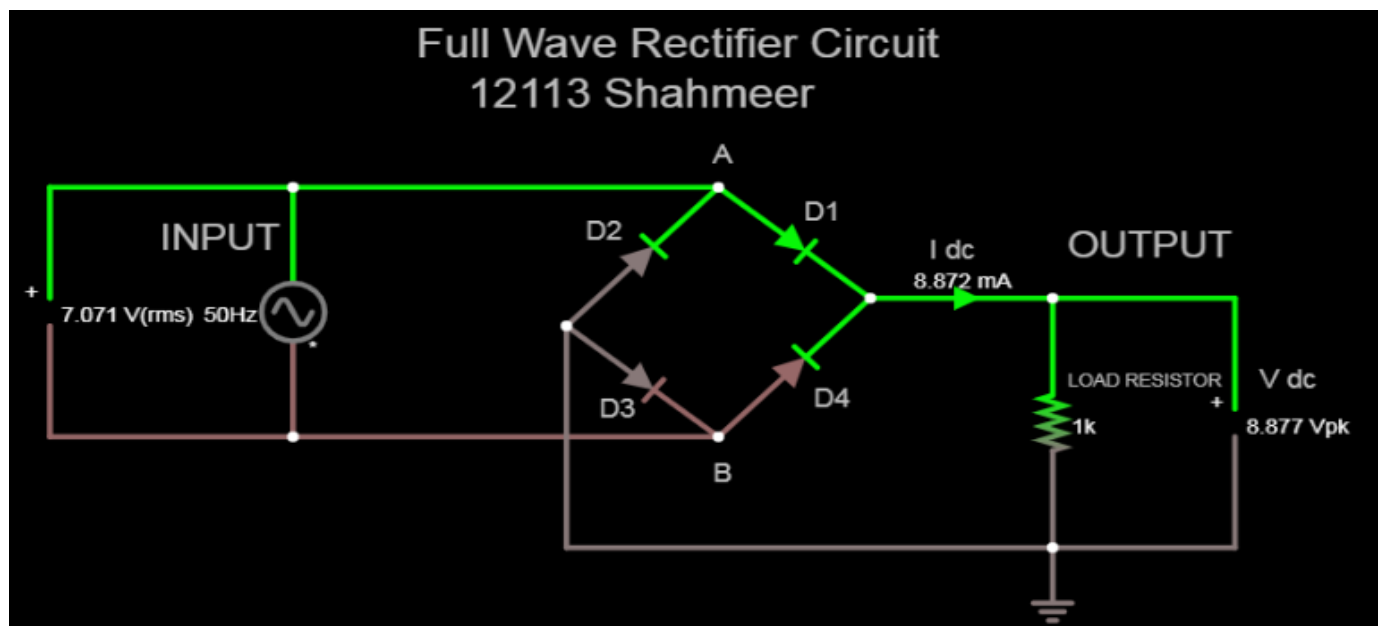 Full Wave Rectifier Circuit
12113 Shahmeer
A
D2
D1
INPUT
I dc
OUTPUT
8.872 mA
+
7.071 V(rms) 50Hz
*
D3
D4
LOAD RESISTOR
V dc
+
1k
8.877 Vpk
B